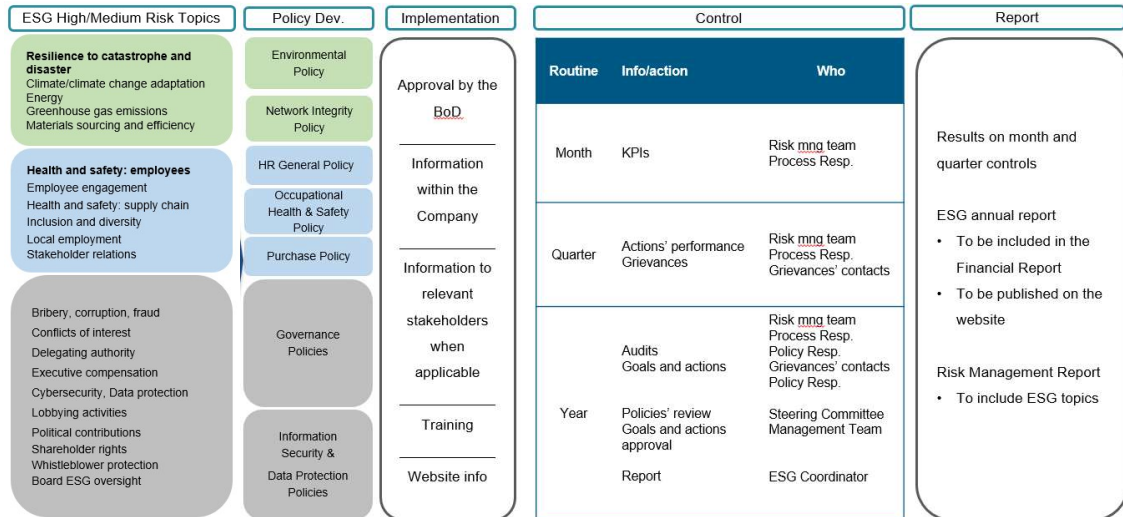 ESG High/Medium Risk Topics
Resilience to catastrophe and
disaster
Climate/climate change adaptation
Energy
Greenhouse gas emissions
Materials sourcing and efficiency
Health and safety: employees
Employee engagement
Health and safety: supply chain
Inclusion and diversity
Local employment
Stakeholder relations
Bribery, corruption, fraud
Conflicts of interest
Delegating authority
Executive compensation
Cybersecurity, Data protection
Lobbying activities
Political contributions
Shareholder rights
Whistleblower protection
Board ESG oversight
Policy Dev.
Environmental
Policy
Network Integrity
Policy
HR General Policy
Occupational
Health & Safety
Policy
Purchase Policy
Governance
Policies
Information
Security &
Data Protection
Policies
Implementation
Approval by the
BoD
Information
within the
Company
Information to
relevant
stakeholders
when
applicable
Training
Website info
Control
Routine Info/action Who
Month KPIs Risk mng team
Process Resp.
Quarter Actions' performance Risk mng team
Grievances Process Resp.
Grievances' contacts
Year
Audits Risk mng team
Goals and actions Process Resp.
Policy Resp.
Grievances' contacts
Policy Resp.
Policies' review Steering Committee
Goals and actions Management Team
approval
Report ESG Coordinator
Report
Results on month and
quarter controls
ESG annual report
• To be included in the
Financial Report
• To be published on the
website
Risk Management Report
• To include ESG topics